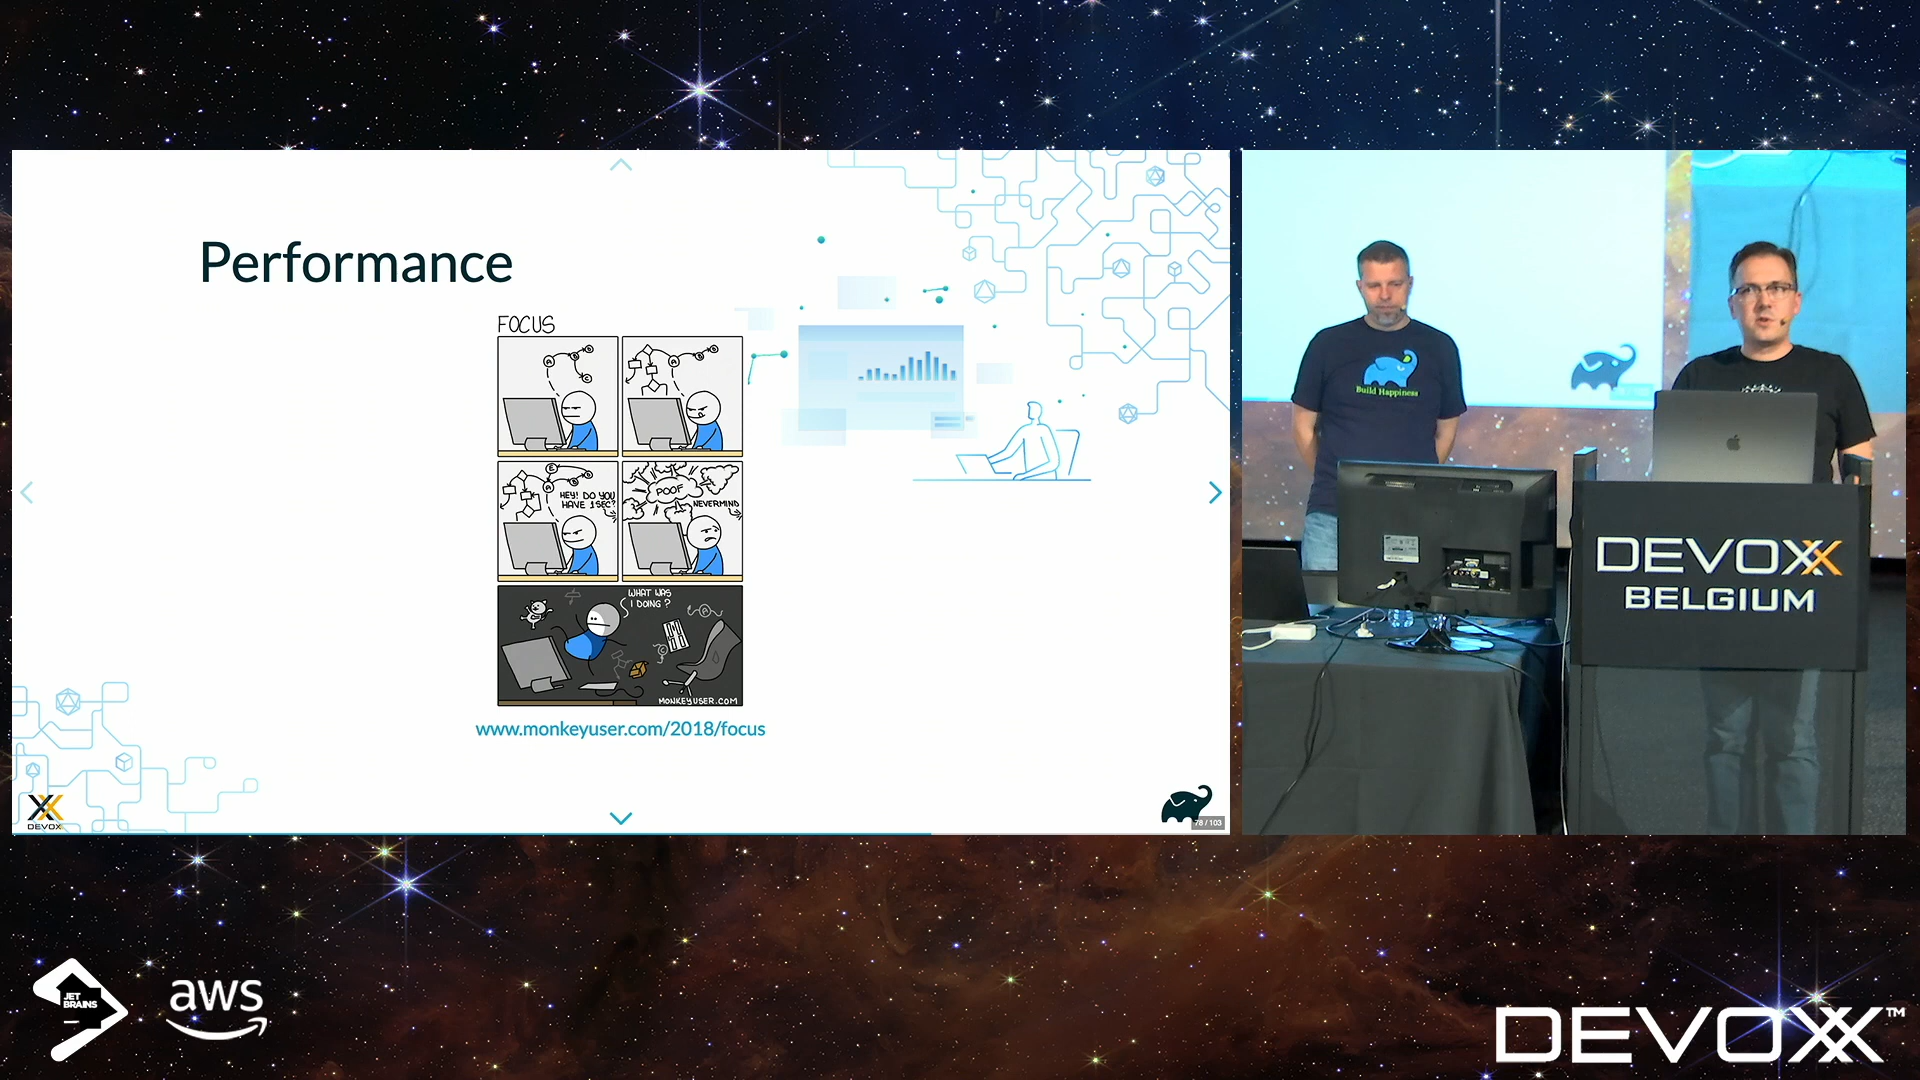 Performance
FOCUS
HEY! DO YOU
HAVE 1 SEC?
POOF
NEVERMIND
WHAT WAS
I DOING?
MONKEYUSER.COM
www.monkeyuser.com/2018/focus
DEVOXX
78 / 103
Build Happiness
DEVOXX
BELGIUM
JET
BRAINS
aws
DEVOXX™